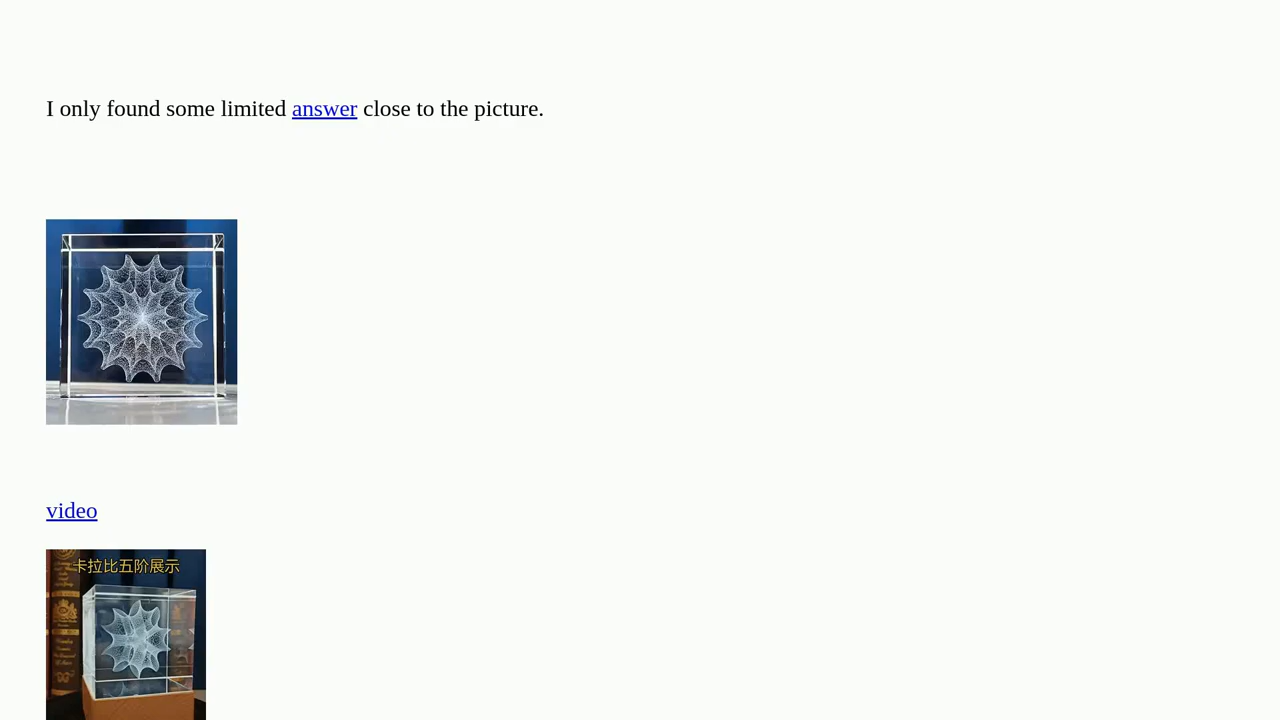 I only found some limited answer close to the picture.
video
卡拉比五阶展示